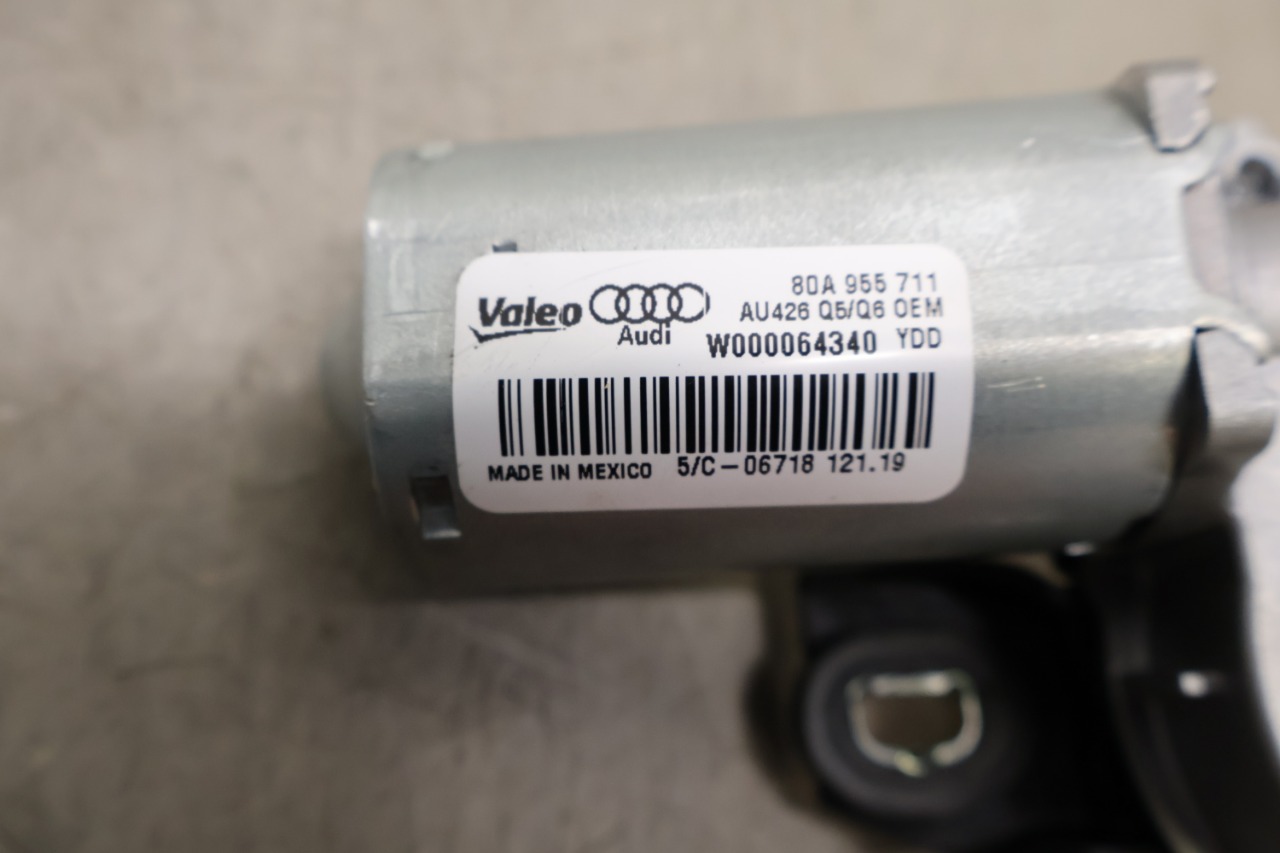 Valeo
Audi
80A 955 711
AU426 Q5/Q6 OEM
W000064340 YDD
MADE IN MEXICO 5/C-06718 121.19